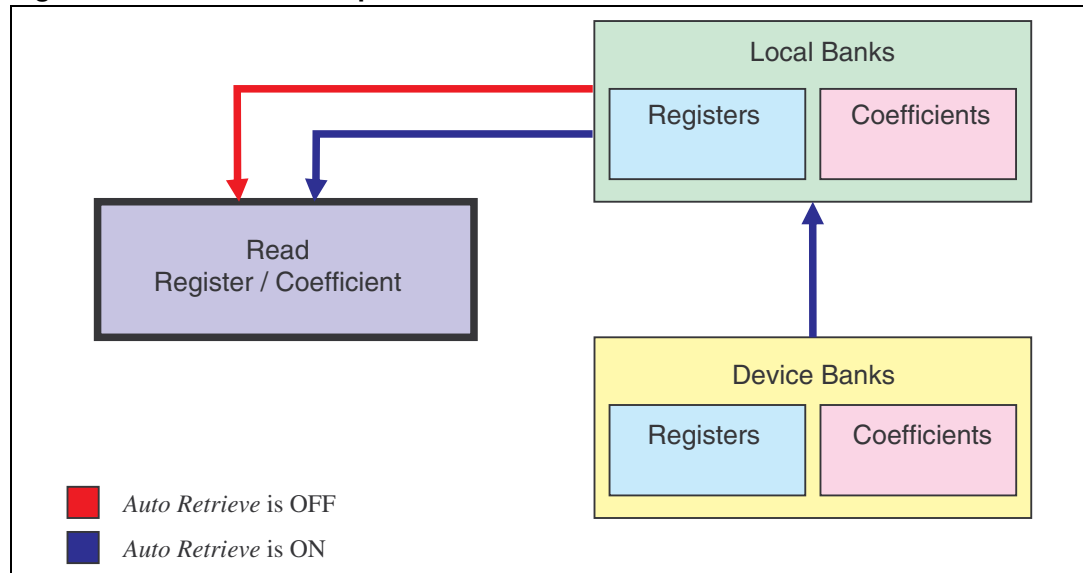 Local Banks
Registers
Coefficients
Read
Register / Coefficient
Device Banks
Registers
Coefficients
Auto Retrieve is OFF
Auto Retrieve is ON